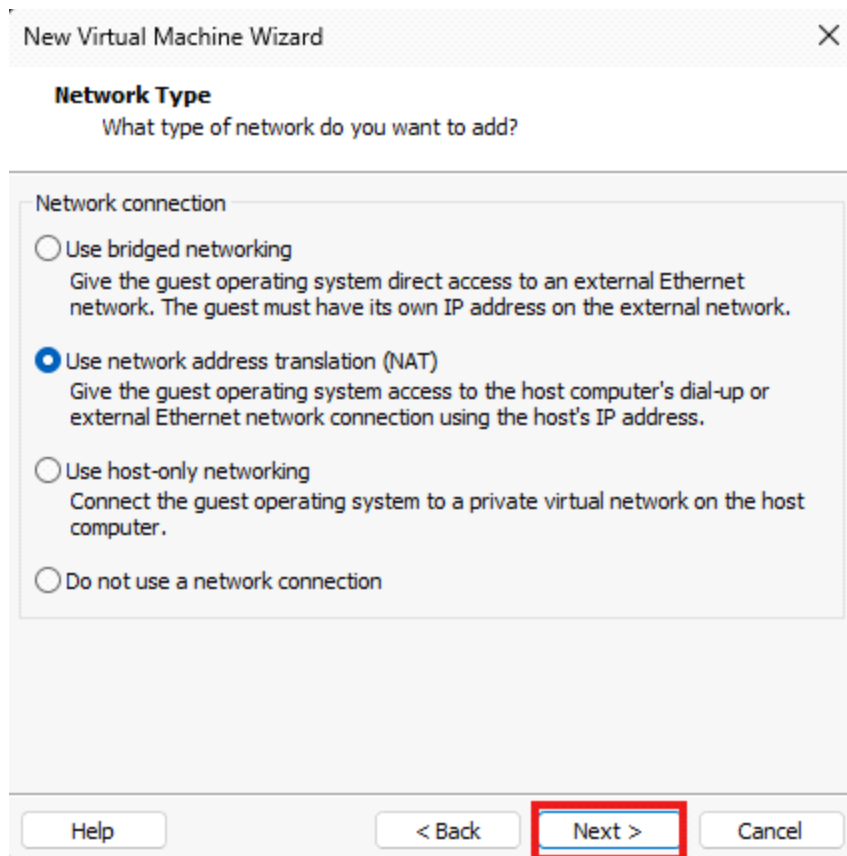 New Virtual Machine Wizard
Network Type
What type of network do you want to add?
Network connection
Use bridged networking
Give the guest operating system direct access to an external Ethernet
network. The guest must have its own IP address on the external network.
Use network address translation (NAT)
Give the guest operating system access to the host computer's dial-up or
external Ethernet network connection using the host's IP address.
Use host-only networking
Connect the guest operating system to a private virtual network on the host
computer.
Do not use a network connection
Help
< Back
Next >
Cancel